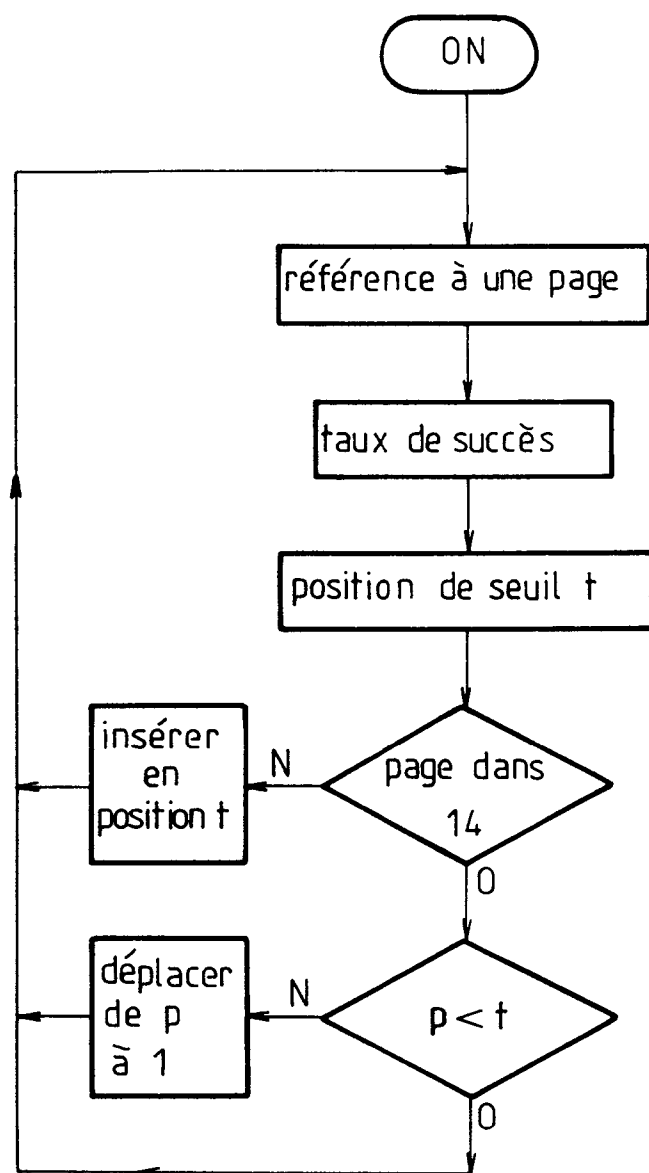 ON
référence à une page
taux de succès
position de seuil t
insérer
en
position t
N
page dans
14
O
déplacer
de p
à 1
N
p < t
O